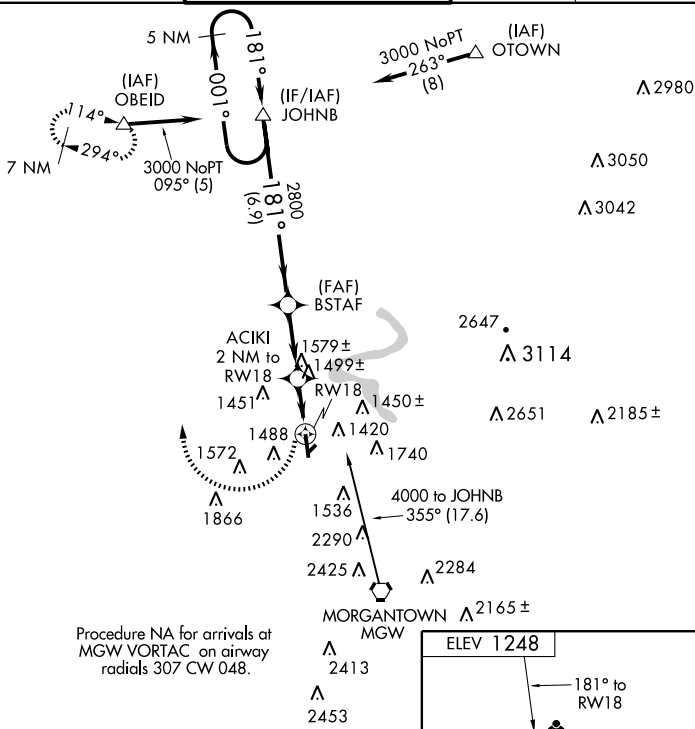 5 NM
181°
001°
(IF/IAF)
JOHNB
3000 NoPT
263°
(8)
(IAF)
OTOWN
2980
(IAF)
OBEID
114°
294°
7 NM
3000 NoPT
095° (5)
3050
3042
2800
181°
(6.9)
(FAF)
BSTAF
2647
3114
ACIKI
2 NM to
RW18
1579 ±
1499 ±
RW18
1451
1450 ±
2651
2185 ±
1488
1420
1572
1740
1866
1536
4000 to JOHNB
355° (17.6)
2290
2425
2284
MORGANTOWN
MGW
2165 ±
Procedure NA for arrivals at
MGW VORTAC on airway
radials 307 CW 048.
2413
2453
ELEV 1248
181° to
RW18